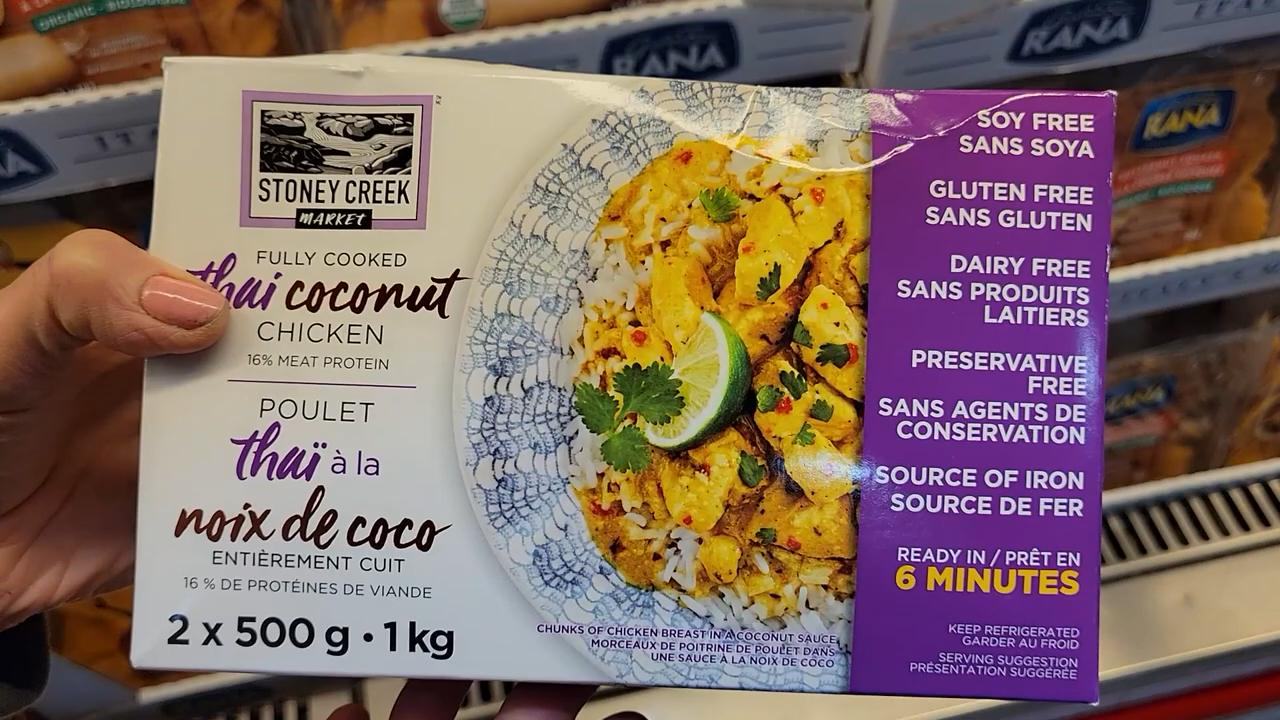 ORGANIC • BIOLOGIQUE
RANA
RANA
RANA
STONEY CREEK
MARKET
FULLY COOKED
thai coconut
CHICKEN
16% MEAT PROTEIN
POULET
thaï à la
noix de coco
ENTIÈREMENT CUIT
16 % DE PROTÉINES DE VIANDE
2 x 500 g • 1 kg
CHUNKS OF CHICKEN BREAST IN A COCONUT SAUCE
MORCEAUX DE POITRINE DE POULET DANS
UNE SAUCE À LA NOIX DE COCO
SOY FREE
SANS SOYA
GLUTEN FREE
SANS GLUTEN
DAIRY FREE
SANS PRODUITS
LAITIERS
PRESERVATIVE
FREE
SANS AGENTS DE
CONSERVATION
SOURCE OF IRON
SOURCE DE FER
READY IN / PRÊT EN
6 MINUTES
KEEP REFRIGERATED
GARDER AU FROID
SERVING SUGGESTION
PRÉSENTATION SUGGÉRÉE